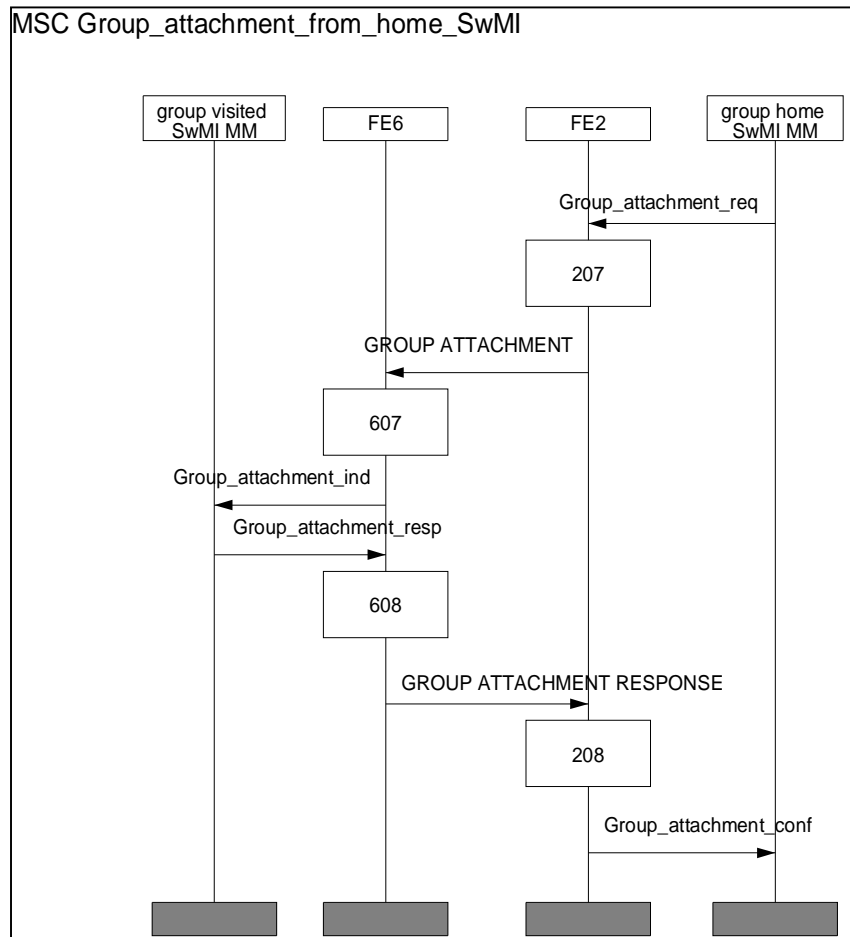 MSC Group_attachment_from_home_SwMI
group visited
SwMI MM
FE6
FE2
group home
SwMI MM
Group_attachment_req
207
GROUP ATTACHMENT
607
Group_attachment_ind
Group_attachment_resp
608
GROUP ATTACHMENT RESPONSE
208
Group_attachment_conf